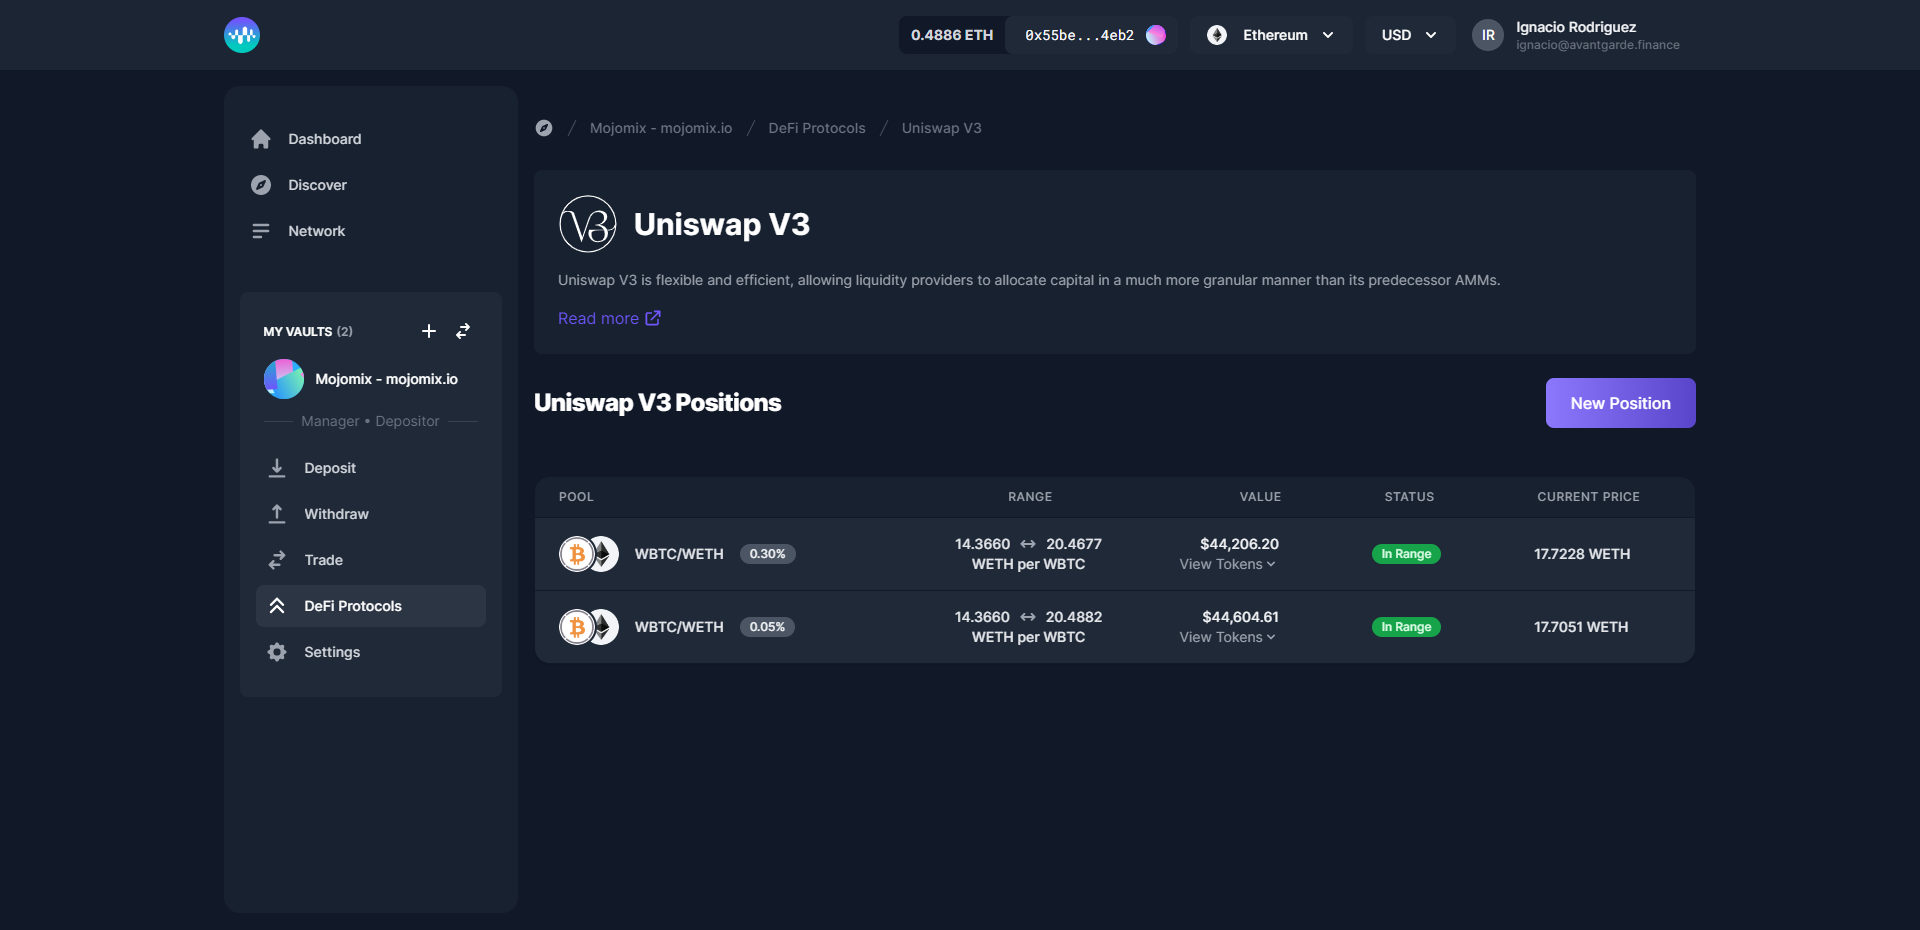 0.4886 ETH
0x55be...4eb2
Ethereum
USD
IR
Ignacio Rodriguez
ignacio@avantgarde.finance
Dashboard
Discover
Network
MY VAULTS (2)
Mojomix - mojomix.io
Manager • Depositor
Deposit
Withdraw
Trade
DeFi Protocols
Settings
/ Mojomix - mojomix.io / DeFi Protocols / Uniswap V3
V3
Uniswap V3
Uniswap V3 is flexible and efficient, allowing liquidity providers to allocate capital in a much more granular manner than its predecessor AMMs.
Read more
Uniswap V3 Positions
New Position
POOL RANGE VALUE STATUS CURRENT PRICE
WBTC/WETH 0.30% 14.3660 ↔ 20.4677 WETH per WBTC $44,206.20 View Tokens In Range 17.7228 WETH
WBTC/WETH 0.05% 14.3660 ↔ 20.4882 WETH per WBTC $44,604.61 View Tokens In Range 17.7051 WETH